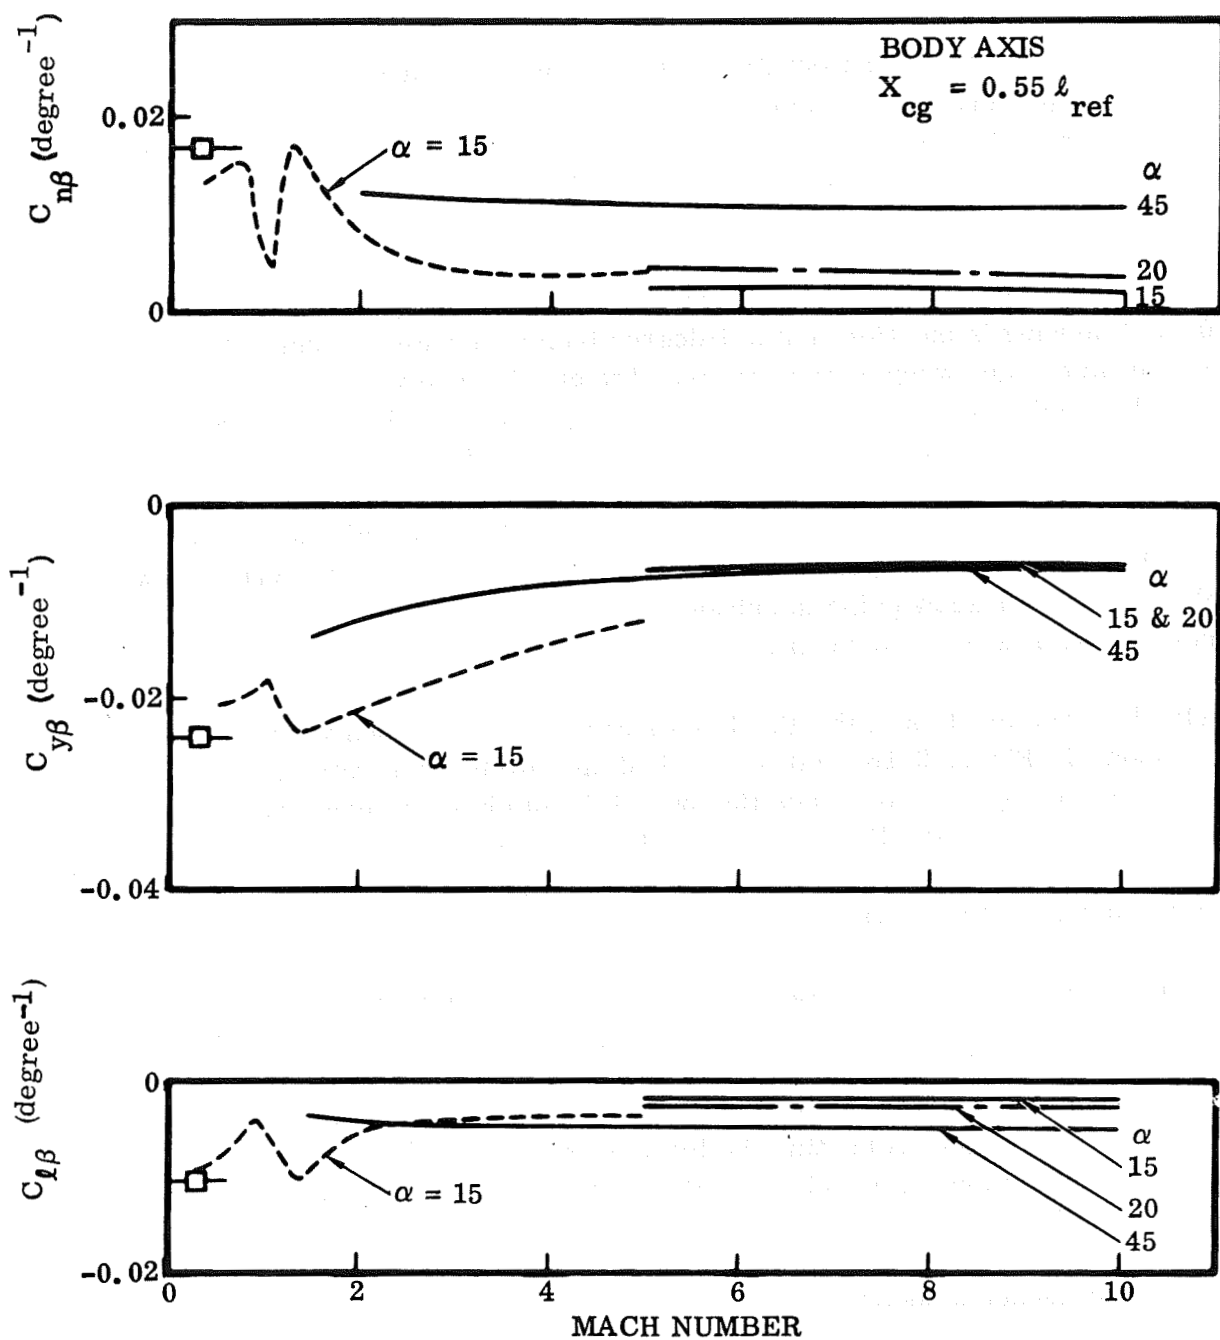 C_nβ (degree⁻¹)
BODY AXIS
X_cg = 0.55 ℓ_ref
0.02
0
α = 15
α
45
20
15
C_yβ (degree⁻¹)
0
-0.02
-0.04
α = 15
α
15 & 20
45
C_ℓβ (degree⁻¹)
0
-0.02
α = 15
α
15
20
45
0 2 4 6 8 10
MACH NUMBER